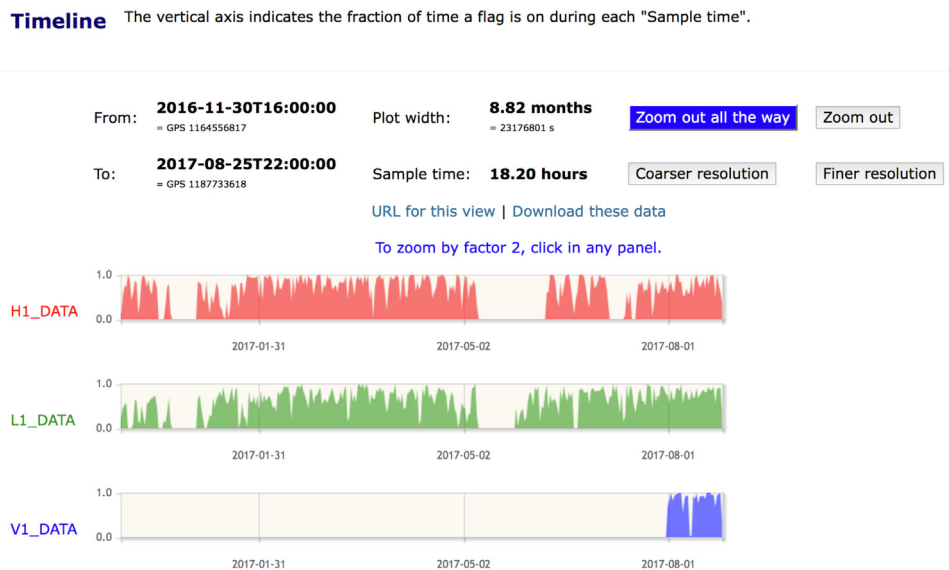 Timeline The vertical axis indicates the fraction of time a flag is on during each "Sample time".
From: 2016-11-30T16:00:00 Plot width: 8.82 months Zoom out all the way Zoom out
= GPS 1164556817 = 23176801 s
To: 2017-08-25T22:00:00 Sample time: 18.20 hours Coarser resolution Finer resolution
= GPS 1187733618
URL for this view | Download these data
To zoom by factor 2, click in any panel.
1.0
H1_DATA
0.0
2017-01-31 2017-05-02 2017-08-01
1.0
L1_DATA
0.0
2017-01-31 2017-05-02 2017-08-01
1.0
V1_DATA
0.0
2017-01-31 2017-05-02 2017-08-01